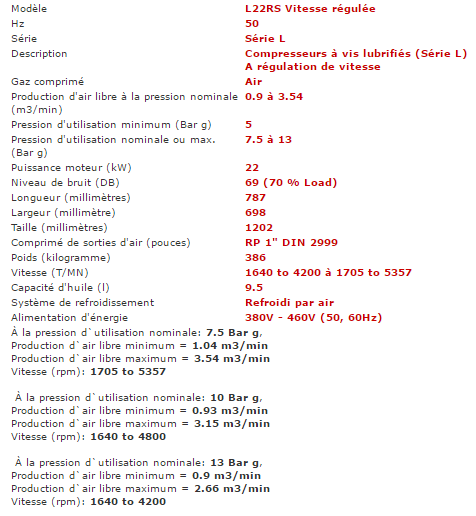 Modèle L22RS Vitesse régulée
Hz 50
Série Série L
Description Compresseurs à vis lubrifiés (Série L)
A régulation de vitesse
Gaz comprimé Air
Production d'air libre à la pression nominale 0.9 à 3.54
(m3/min)
Pression d'utilisation minimum (Bar g) 5
Pression d'utilisation nominale ou max. 7.5 à 13
(Bar g)
Puissance moteur (kW) 22
Niveau de bruit (DB) 69 (70 % Load)
Longueur (millimètres) 787
Largeur (millimètre) 698
Taille (millimètres) 1202
Comprimé de sorties d'air (pouces) RP 1" DIN 2999
Poids (kilogramme) 386
Vitesse (T/MN) 1640 to 4200 à 1705 to 5357
Capacité d'huile (l) 9.5
Système de refroidissement Refroidi par air
Alimentation d'énergie 380V - 460V (50, 60Hz)
À la pression d`utilisation nominale: 7.5 Bar g,
Production d`air libre minimum = 1.04 m3/min
Production d`air libre maximum = 3.54 m3/min
Vitesse (rpm): 1705 to 5357
À la pression d`utilisation nominale: 10 Bar g,
Production d`air libre minimum = 0.93 m3/min
Production d`air libre maximum = 3.15 m3/min
Vitesse (rpm): 1640 to 4800
À la pression d`utilisation nominale: 13 Bar g,
Production d`air libre minimum = 0.9 m3/min
Production d`air libre maximum = 2.66 m3/min
Vitesse (rpm): 1640 to 4200